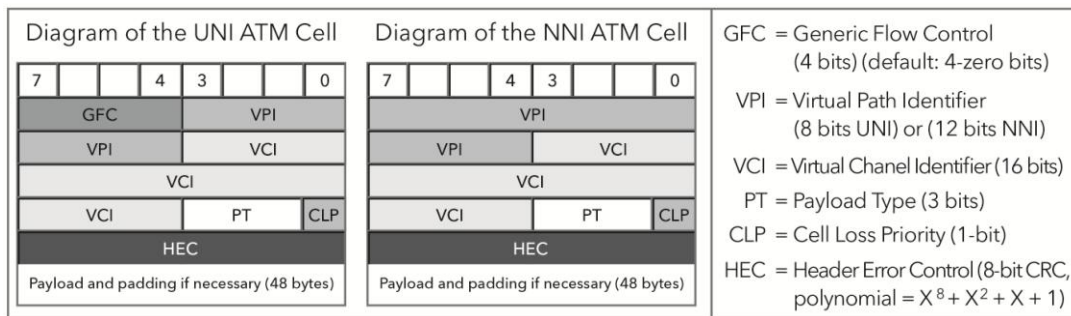 Diagram of the UNI ATM Cell
7 4 3 0
GFC VPI
VPI VCI
VCI
VCI PT CLP
HEC
Payload and padding if necessary (48 bytes)
Diagram of the NNI ATM Cell
7 4 3 0
VPI
VPI VCI
VCI
VCI PT CLP
HEC
Payload and padding if necessary (48 bytes)
GFC = Generic Flow Control
(4 bits) (default: 4-zero bits)
VPI = Virtual Path Identifier
(8 bits UNI) or (12 bits NNI)
VCI = Virtual Chanel Identifier (16 bits)
PT = Payload Type (3 bits)
CLP = Cell Loss Priority (1-bit)
HEC = Header Error Control (8-bit CRC,
polynomial = X⁸ + X² + X + 1)